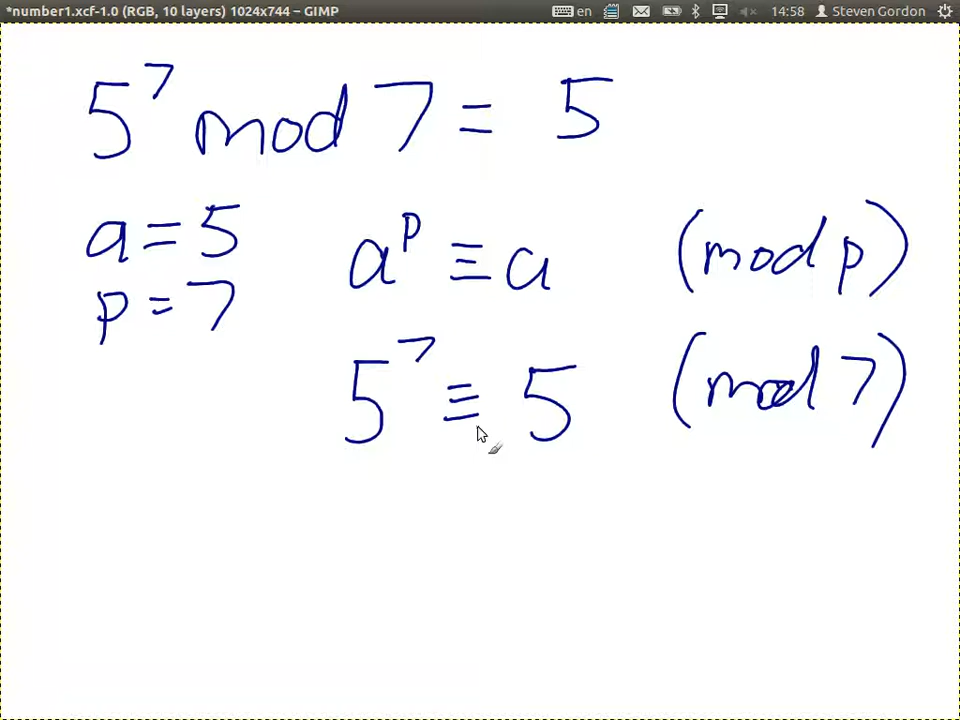 *number1.xcf-1.0 (RGB, 10 layers) 1024x744 – GIMP en 14:58 Steven Gordon
5⁷ mod 7 = 5
a = 5
aᵖ ≡ a (mod p)
p = 7
5⁷ ≡ 5 (mod 7)